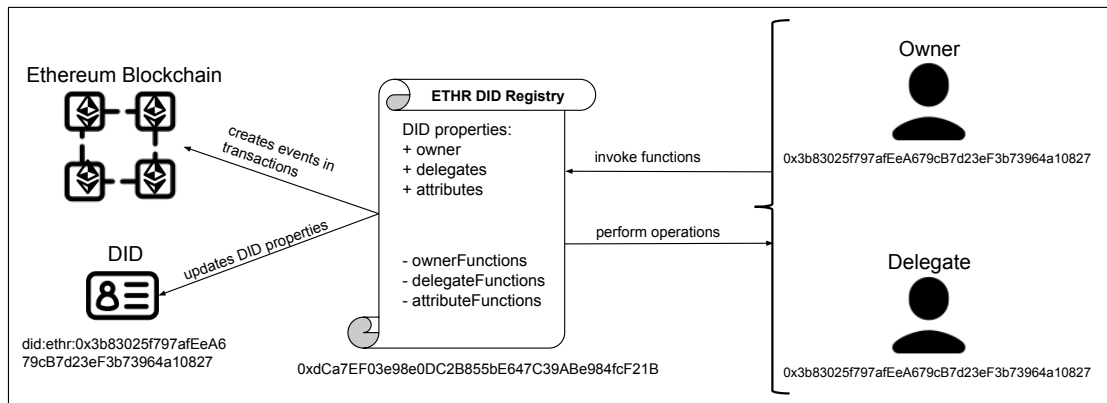 Ethereum Blockchain
creates events in
transactions
updates DID properties
DID
did:ethr:0x3b83025f797afEeA6
79cB7d23eF3b73964a10827
ETHR DID Registry
DID properties:
+ owner
+ delegates
+ attributes
- ownerFunctions
- delegateFunctions
- attributeFunctions
0xdCa7EF03e98e0DC2B855bE647C39ABe984fcF21B
invoke functions
perform operations
Owner
0x3b83025f797afEeA679cB7d23eF3b73964a10827
Delegate
0x3b83025f797afEeA679cB7d23eF3b73964a10827